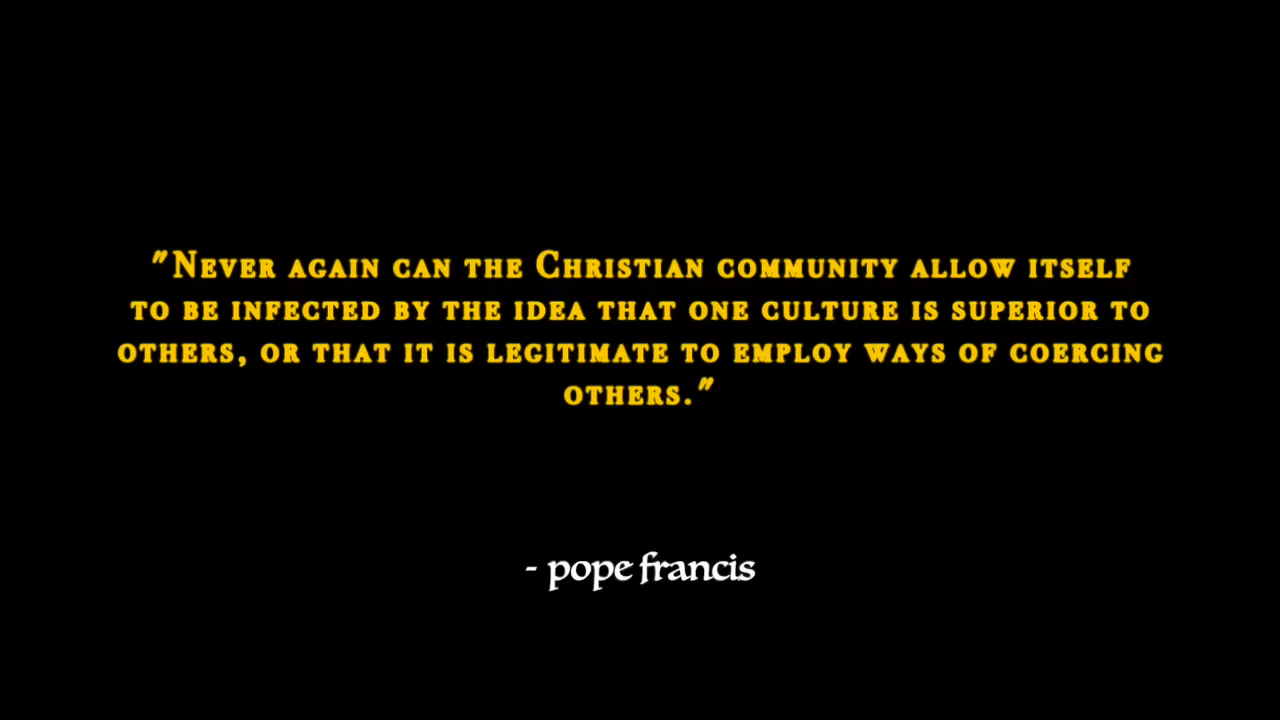 "Never again can the Christian community allow itself
to be infected by the idea that one culture is superior to
others, or that it is legitimate to employ ways of coercing
others."
- pope francis